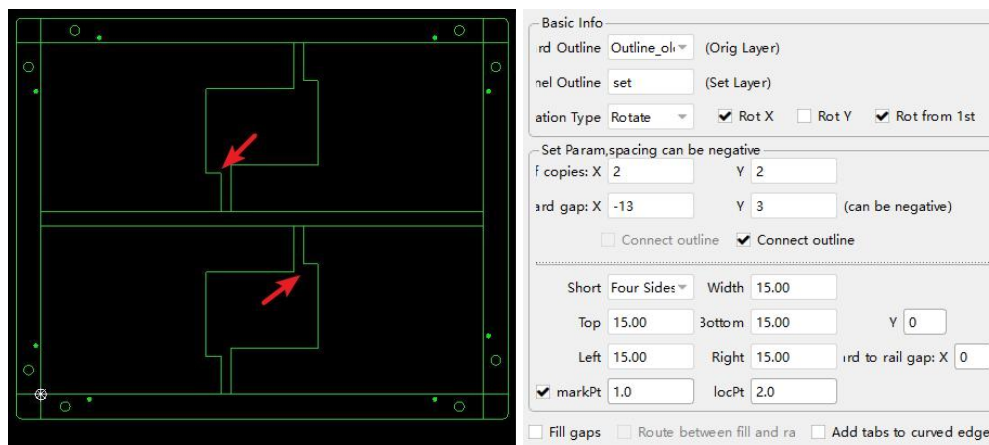 Basic Info
rd Outline Outline_ol (Orig Layer)
nel Outline set (Set Layer)
ation Type Rotate Rot X Rot Y Rot from 1st
Set Param,spacing can be negative
f copies: X 2 Y 2
ard gap: X -13 Y 3 (can be negative)
Connect outline Connect outline
Short Four Sides Width 15.00
Top 15.00 Bottom 15.00 Y 0
Left 15.00 Right 15.00 rd to rail gap: X 0
markPt 1.0 locPt 2.0
Fill gaps Route between fill and ra Add tabs to curved edge